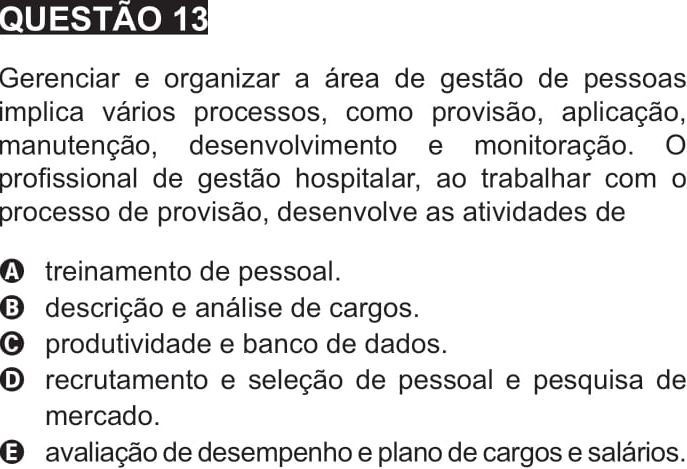 QUESTÃO 13
Gerenciar e organizar a área de gestão de pessoas
implica vários processos, como provisão, aplicação,
manutenção, desenvolvimento e monitoração. O
profissional de gestão hospitalar, ao trabalhar com o
processo de provisão, desenvolve as atividades de
A treinamento de pessoal.
B descrição e análise de cargos.
C produtividade e banco de dados.
D recrutamento e seleção de pessoal e pesquisa de
mercado.
E avaliação de desempenho e plano de cargos e salários.